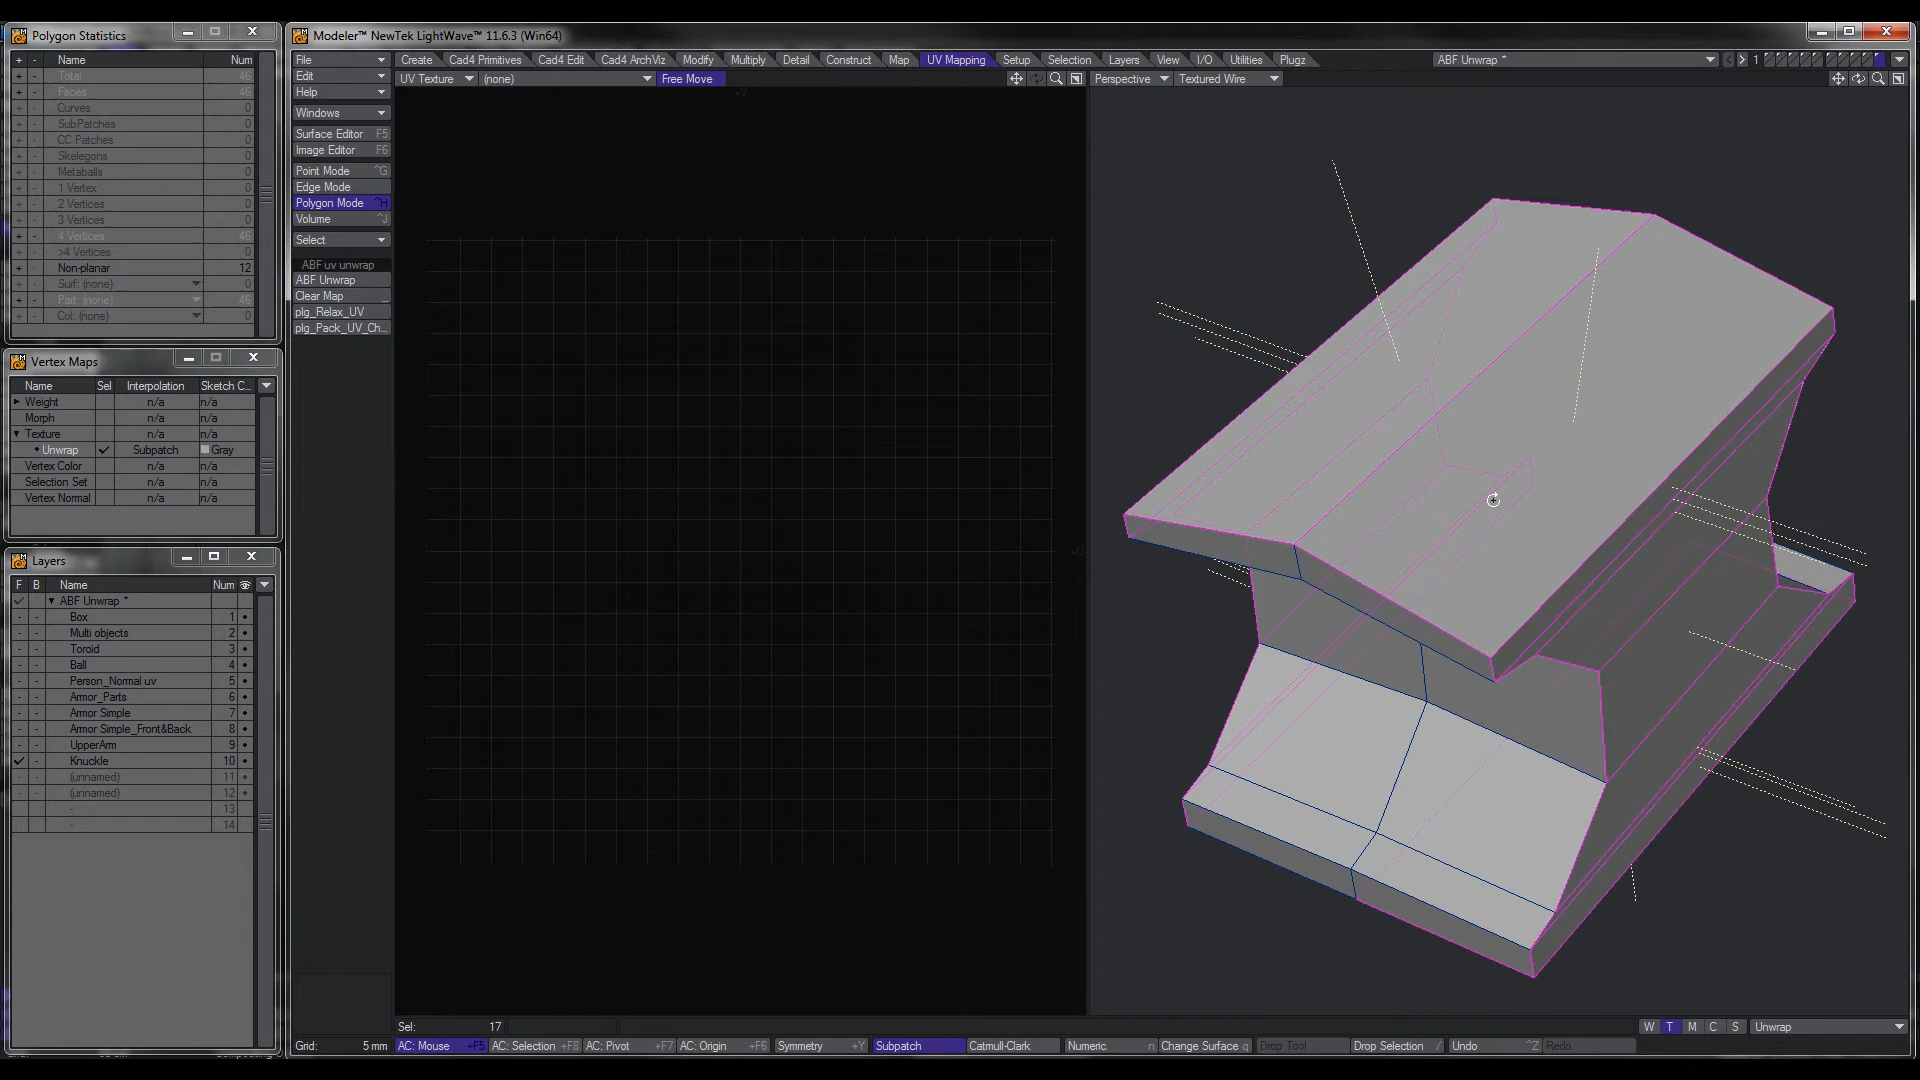 Polygon Statistics
Modeler™ NewTek LightWave™ 11.6.3 (Win64)
+ - Name Num
+ - Total 46
+ - Faces 46
+ - Curves 0
+ - SubPatches 0
+ - CC Patches 0
+ - Skelegons 0
+ - Metaballs 0
+ - 1 Vertex 0
+ - 2 Vertices 0
+ - 3 Vertices 0
+ - 4 Vertices 46
+ - >4 Vertices 0
+ - Non-planar 12
+ - Surf: (none) 0
+ - Part: (none) 46
+ - Col: (none) 0
File
Edit
Help
Windows
Surface Editor F5
Image Editor F6
Point Mode ^G
Edge Mode
Polygon Mode ^H
Volume ^J
Select
ABF uv unwrap
ABF Unwrap
Clear Map _
plg_Relax_UV
plg_Pack_UV_Ch...
Create Cad4 Primitives Cad4 Edit Cad4 ArchViz Modify Multiply Detail Construct Map UV Mapping Setup Selection Layers View I/O Utilities Plugz ABF Unwrap * 1
UV Texture (none) Free Move Perspective Textured Wire
Vertex Maps
Name Sel Interpolation Sketch C...
Weight n/a n/a
Morph n/a n/a
Texture n/a n/a
Unwrap Subpatch Gray
Vertex Color n/a n/a
Selection Set n/a n/a
Vertex Normal n/a n/a
Layers
F B Name Num
ABF Unwrap *
Box 1
Multi objects 2
Toroid 3
Ball 4
Person_Normal uv 5
Armor_Parts 6
Armor Simple 7
Armor Simple_Front&Back 8
UpperArm 9
Knuckle 10
(unnamed) 11
(unnamed) 12
- 13
- 14
Sel: 17
W T M C S Unwrap
Grid: 5 mm AC: Mouse +F5 AC: Selection +F8 AC: Pivot +F7 AC: Origin +F6 Symmetry +Y Subpatch Catmull-Clark Numeric n Change Surface q Drop Tool Drop Selection / Undo ^Z Redo